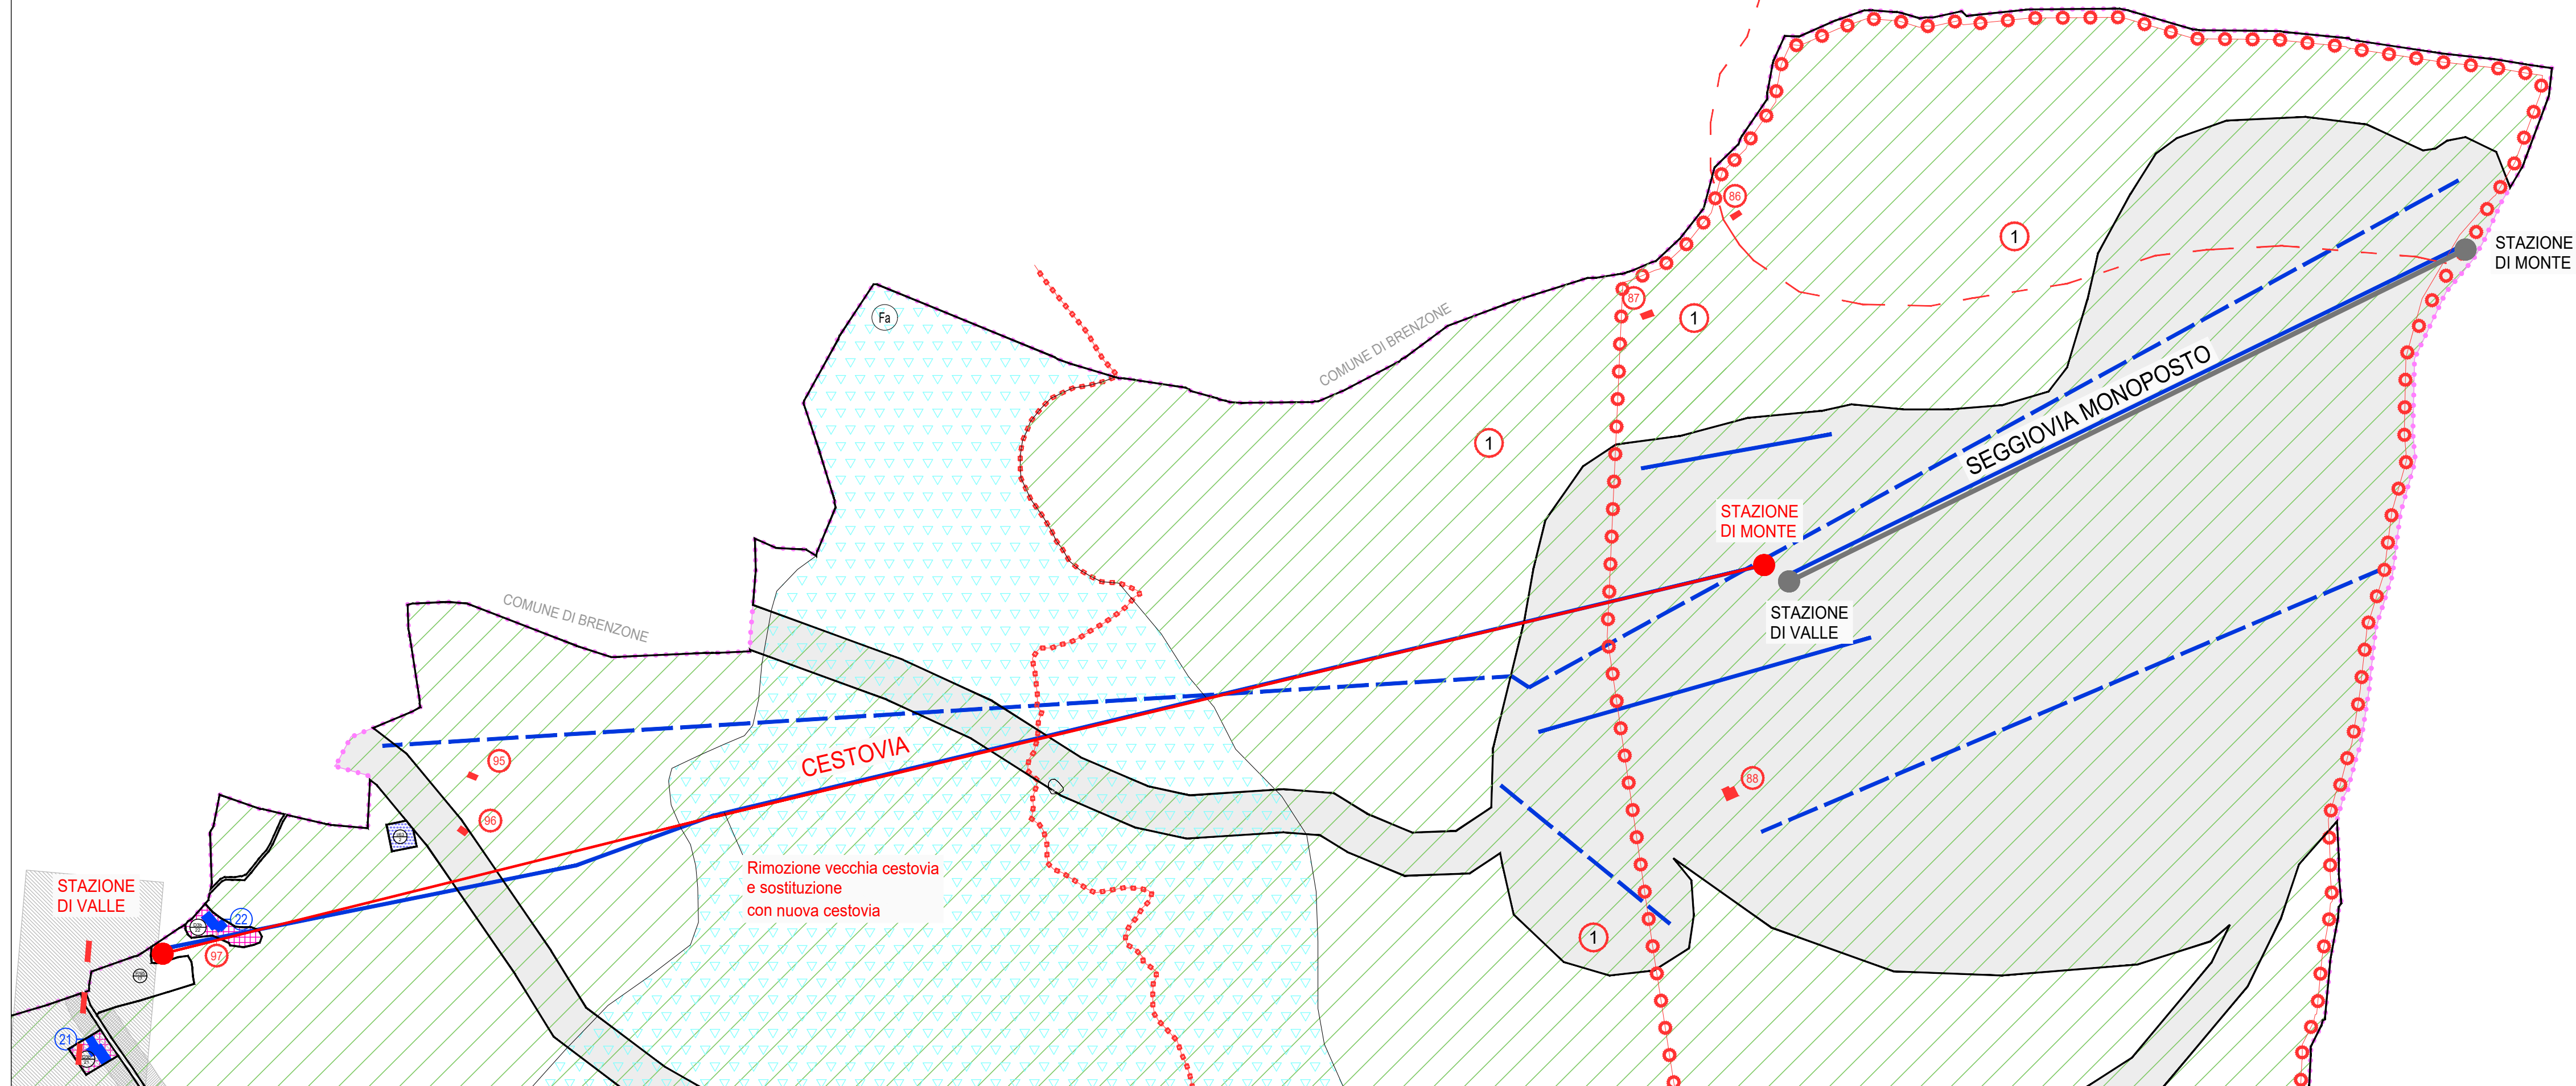 86
1
STAZIONE
DI MONTE
87
1
Fa
COMUNE DI BRENZONE
SEGGIOVIA MONOPOSTO
1
STAZIONE
DI MONTE
STAZIONE
DI VALLE
COMUNE DI BRENZONE
CESTOVIA
95
88
96
Rimozione vecchia cestovia
e sostituzione
con nuova cestovia
STAZIONE
DI VALLE
22
97
1
21